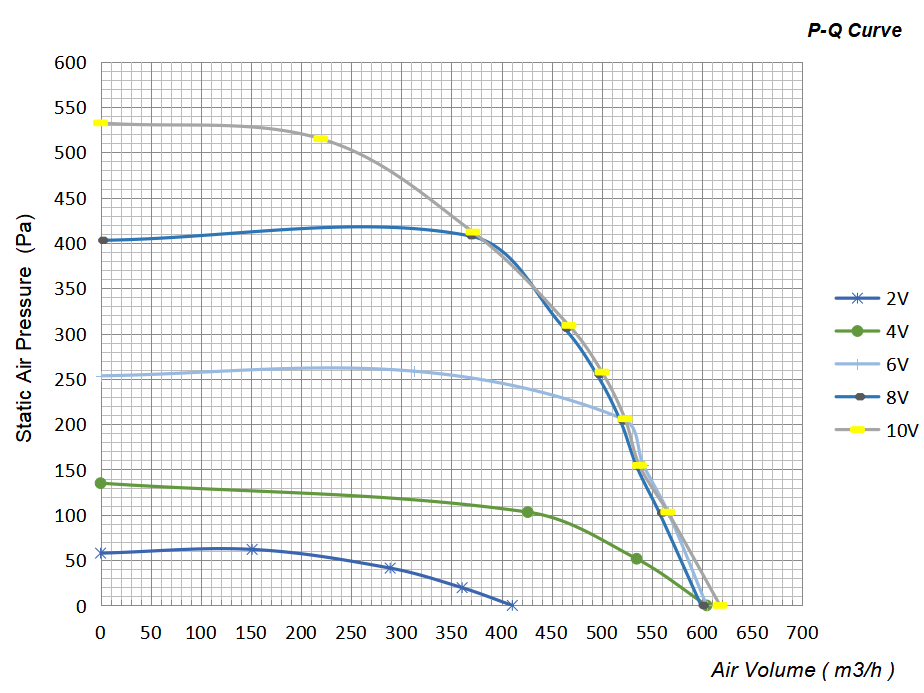 P-Q Curve
600
550
500
450
400
350
300
250
200
150
100
50
0
Static Air Pressure (Pa)
2V
4V
6V
8V
10V
0 50 100 150 200 250 300 350 400 450 500 550 600 650 700
Air Volume ( m3/h )